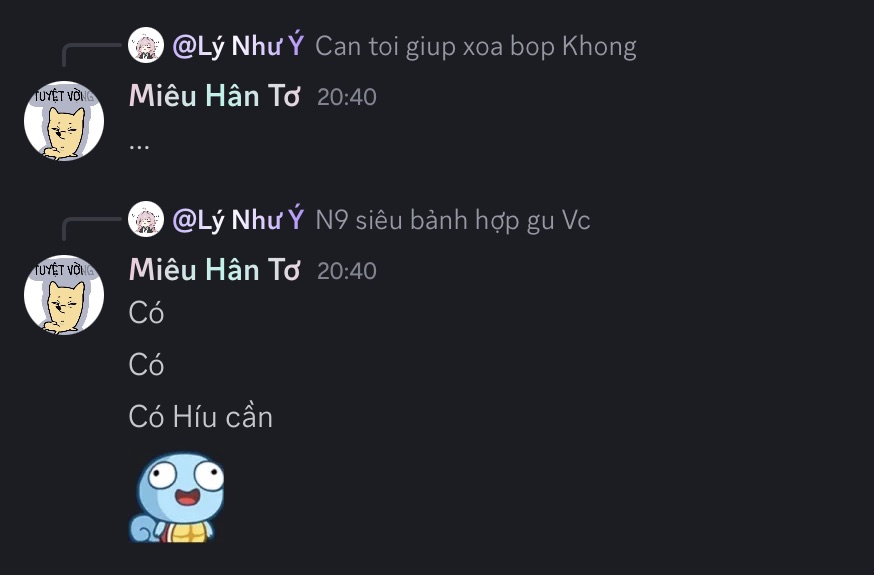 @Lý Như Ý Can toi giup xoa bop Khong
TUYỆT VỜI
Miêu Hân Tơ 20:40
...
@Lý Như Ý N9 siêu bảnh hợp gu Vc
TUYỆT VỜI
Miêu Hân Tơ 20:40
Có
Có
Có Híu cần